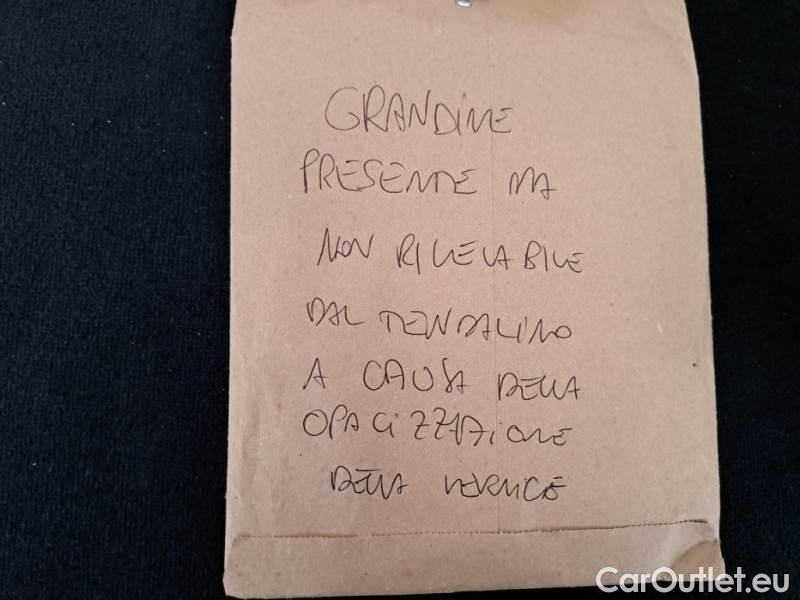 GRANDINE
PRESENTE MA
NON RILEVABILE
DAL TENDALINO
A CAUSA DELLA
OPACIZZAZIONE
DELLA VERNICE
CarOutlet.eu